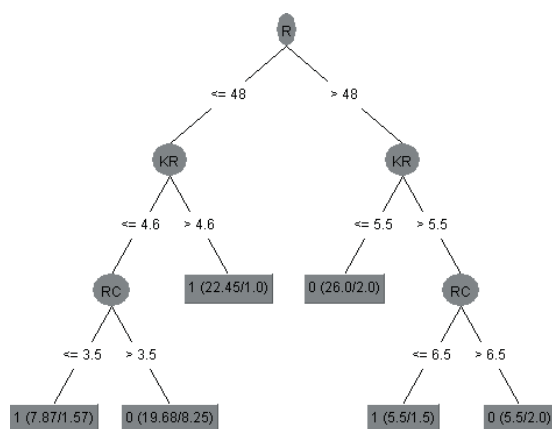 R
<= 48 > 48
KR KR
<= 4.6 > 4.6 <= 5.5 > 5.5
RC 1 (22.45/1.0) 0 (26.0/2.0) RC
<= 3.5 > 3.5 <= 6.5 > 6.5
1 (7.87/1.57) 0 (19.68/8.25) 1 (5.5/1.5) 0 (5.5/2.0)